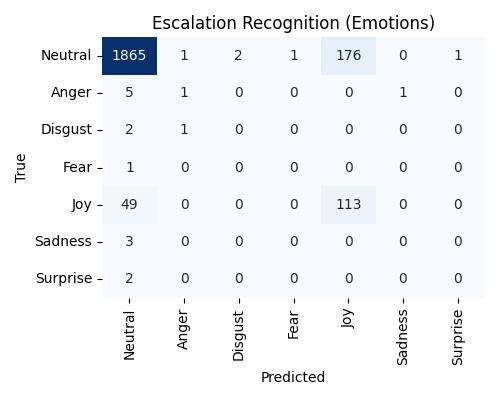 Escalation Recognition (Emotions)
True
Neutral 1865 1 2 1 176 0 1
Anger 5 1 0 0 0 1 0
Disgust 2 1 0 0 0 0 0
Fear 1 0 0 0 0 0 0
Joy 49 0 0 0 113 0 0
Sadness 3 0 0 0 0 0 0
Surprise 2 0 0 0 0 0 0
Neutral Anger Disgust Fear Joy Sadness Surprise
Predicted